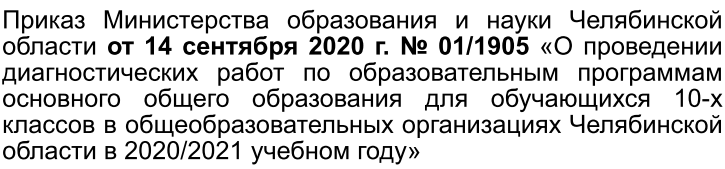 Приказ Министерства образования и науки Челябинской
области от 14 сентября 2020 г. № 01/1905 «О проведении
диагностических работ по образовательным программам
основного общего образования для обучающихся 10-х
классов в общеобразовательных организациях Челябинской
области в 2020/2021 учебном году»